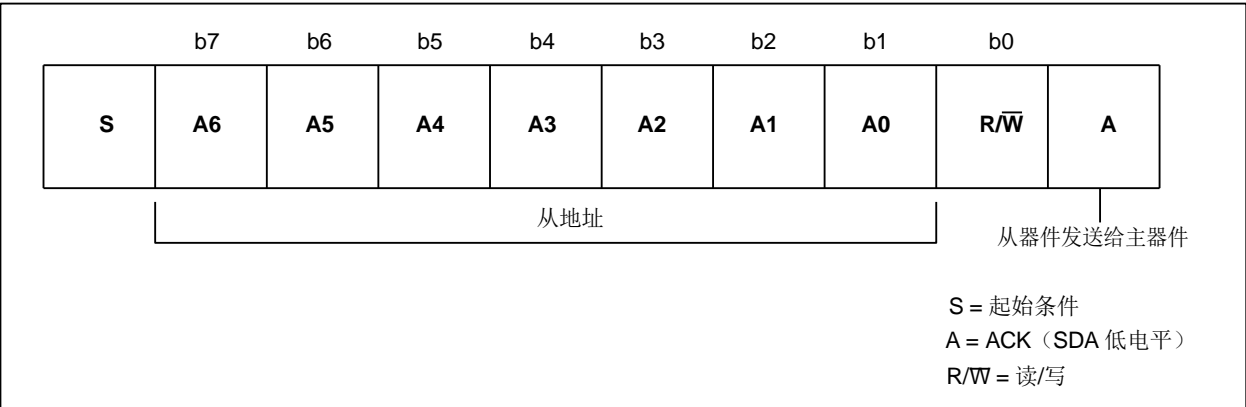 b7 b6 b5 b4 b3 b2 b1 b0
S A6 A5 A4 A3 A2 A1 A0 R/W̅ A
从地址
从器件发送给主器件
S = 起始条件
A = ACK（SDA 低电平）
R/W̅ = 读/写